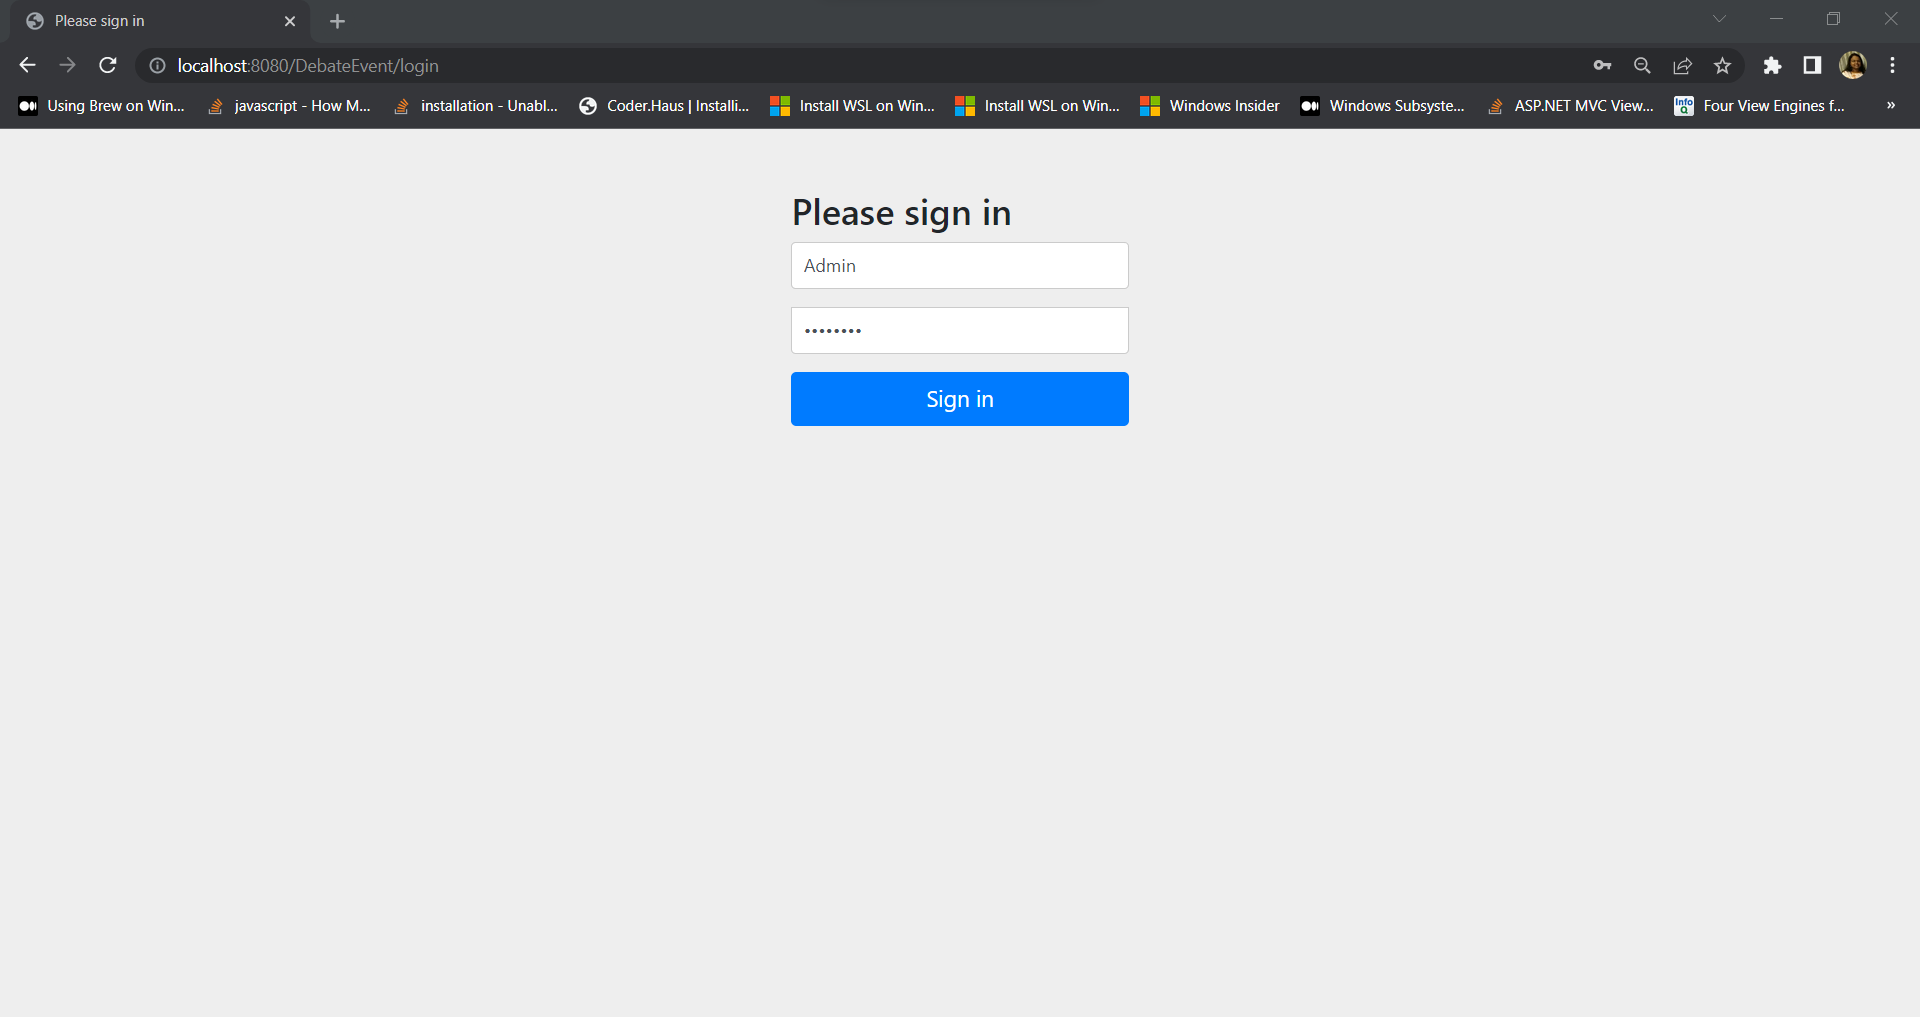 Please sign in
localhost:8080/DebateEvent/login
Using Brew on Win... javascript - How M... installation - Unabl... Coder.Haus | Installi... Install WSL on Win... Install WSL on Win... Windows Insider Windows Subsyste... ASP.NET MVC View... Info Q Four View Engines f... »
Please sign in
Admin
••••••••
Sign in